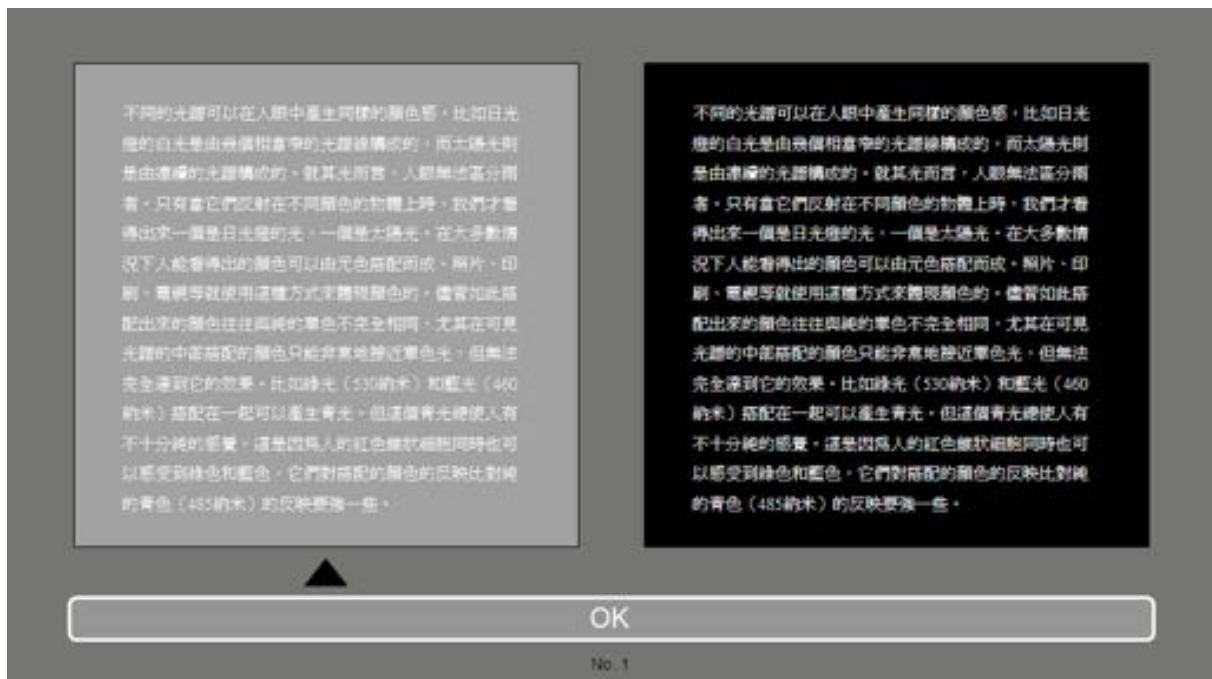 不同的光譜可以在人眼中產生同樣的顏色感，比如日光
燈的白光是由幾個相當窄的光譜線構成的，而太陽光則
是由連續的光譜構成的。就其光而言，人眼無法區分兩
者。只有當它們反射在不同顏色的物體上時，我們才看
得出來一個是日光燈的光，一個是太陽光。在大多數情
況下人能看得出的顏色可以由元色搭配而成。照片、印
刷、電視等就使用這種方式來體現顏色的。儘管如此搭
配出來的顏色往往與純的單色不完全相同，尤其在可見
光譜的中部搭配的顏色只能非常地接近單色光，但無法
完全達到它的效果。比如綠光（530納米）和藍光（460
納米）搭配在一起可以產生青光，但這個青光總使人有
不十分純的感覺。這是因為人的紅色錐狀細胞同時也可
以感受到綠色和藍色，它們對搭配的顏色的反映比對純
的青色（485納米）的反映要強一些。
不同的光譜可以在人眼中產生同樣的顏色感，比如日光
燈的白光是由幾個相當窄的光譜線構成的，而太陽光則
是由連續的光譜構成的。就其光而言，人眼無法區分兩
者。只有當它們反射在不同顏色的物體上時，我們才看
得出來一個是日光燈的光，一個是太陽光。在大多數情
況下人能看得出的顏色可以由元色搭配而成。照片、印
刷、電視等就使用這種方式來體現顏色的。儘管如此搭
配出來的顏色往往與純的單色不完全相同，尤其在可見
光譜的中部搭配的顏色只能非常地接近單色光，但無法
完全達到它的效果。比如綠光（530納米）和藍光（460
納米）搭配在一起可以產生青光，但這個青光總使人有
不十分純的感覺。這是因為人的紅色錐狀細胞同時也可
以感受到綠色和藍色，它們對搭配的顏色的反映比對純
的青色（485納米）的反映要強一些。
OK
No. 1